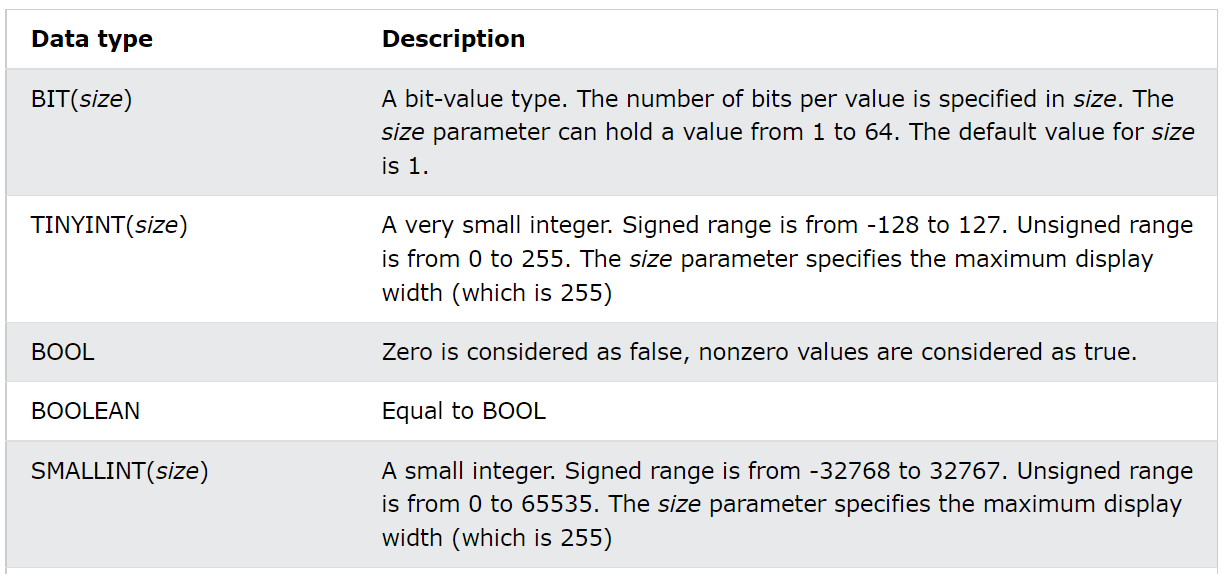 Data type Description
BIT(size) A bit-value type. The number of bits per value is specified in size. The
size parameter can hold a value from 1 to 64. The default value for size
is 1.
TINYINT(size) A very small integer. Signed range is from -128 to 127. Unsigned range
is from 0 to 255. The size parameter specifies the maximum display
width (which is 255)
BOOL Zero is considered as false, nonzero values are considered as true.
BOOLEAN Equal to BOOL
SMALLINT(size) A small integer. Signed range is from -32768 to 32767. Unsigned range
is from 0 to 65535. The size parameter specifies the maximum display
width (which is 255)